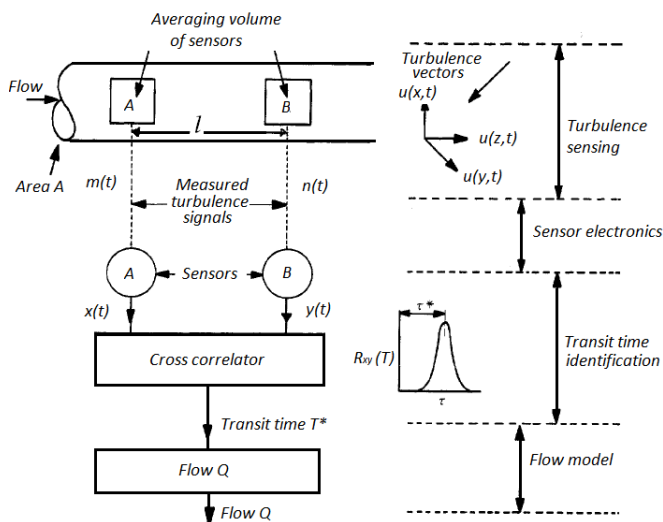 Averaging volume
of sensors
Flow
A
B
l
Area A
m(t)
n(t)
Measured
turbulence
signals
A
Sensors
B
x(t)
y(t)
Cross correlator
Transit time T*
Flow Q
Flow Q
Turbulence
vectors
u(x,t)
u(z,t)
u(y,t)
Turbulence
sensing
Sensor electronics
τ*
Rxy(T)
τ
Transit time
identification
Flow model